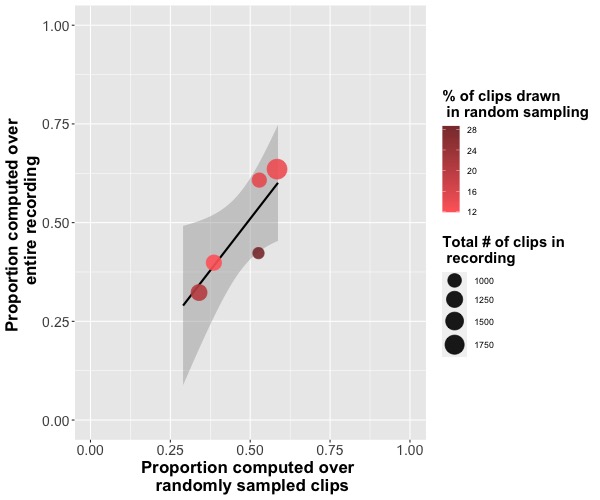 1.00
0.75
0.50
0.25
0.00
Proportion computed over
entire recording
0.00 0.25 0.50 0.75 1.00
Proportion computed over
randomly sampled clips
% of clips drawn
in random sampling
28
24
20
16
12
Total # of clips in
recording
1000
1250
1500
1750